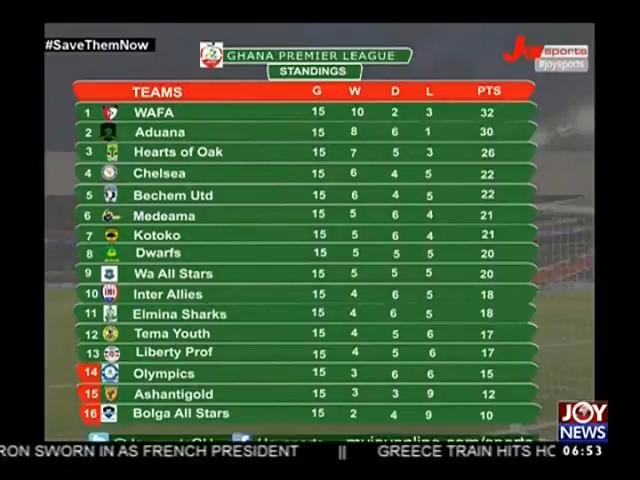 #SaveThemNow
GHANA PREMIER LEAGUE
STANDINGS
Joy sports
#joysports
TEAMS G W D L PTS
1 WAFA 15 10 2 3 32
2 Aduana 15 8 6 1 30
3 Hearts of Oak 15 7 5 3 26
4 Chelsea 15 6 4 5 22
5 Bechem Utd 15 6 4 5 22
6 Medeama 15 5 6 4 21
7 Kotoko 15 5 6 4 21
8 Dwarfs 15 5 5 5 20
9 Wa All Stars 15 5 5 5 20
10 Inter Allies 15 4 6 5 18
11 Elmina Sharks 15 4 6 5 18
12 Tema Youth 15 4 5 6 17
13 Liberty Prof 15 4 5 6 17
14 Olympics 15 3 6 6 15
15 Ashantigold 15 3 3 9 12
16 Bolga All Stars 15 2 4 9 10
myjoyonline.com/sports
JOY
NEWS
RON SWORN IN AS FRENCH PRESIDENT || GREECE TRAIN HITS HO
06:53